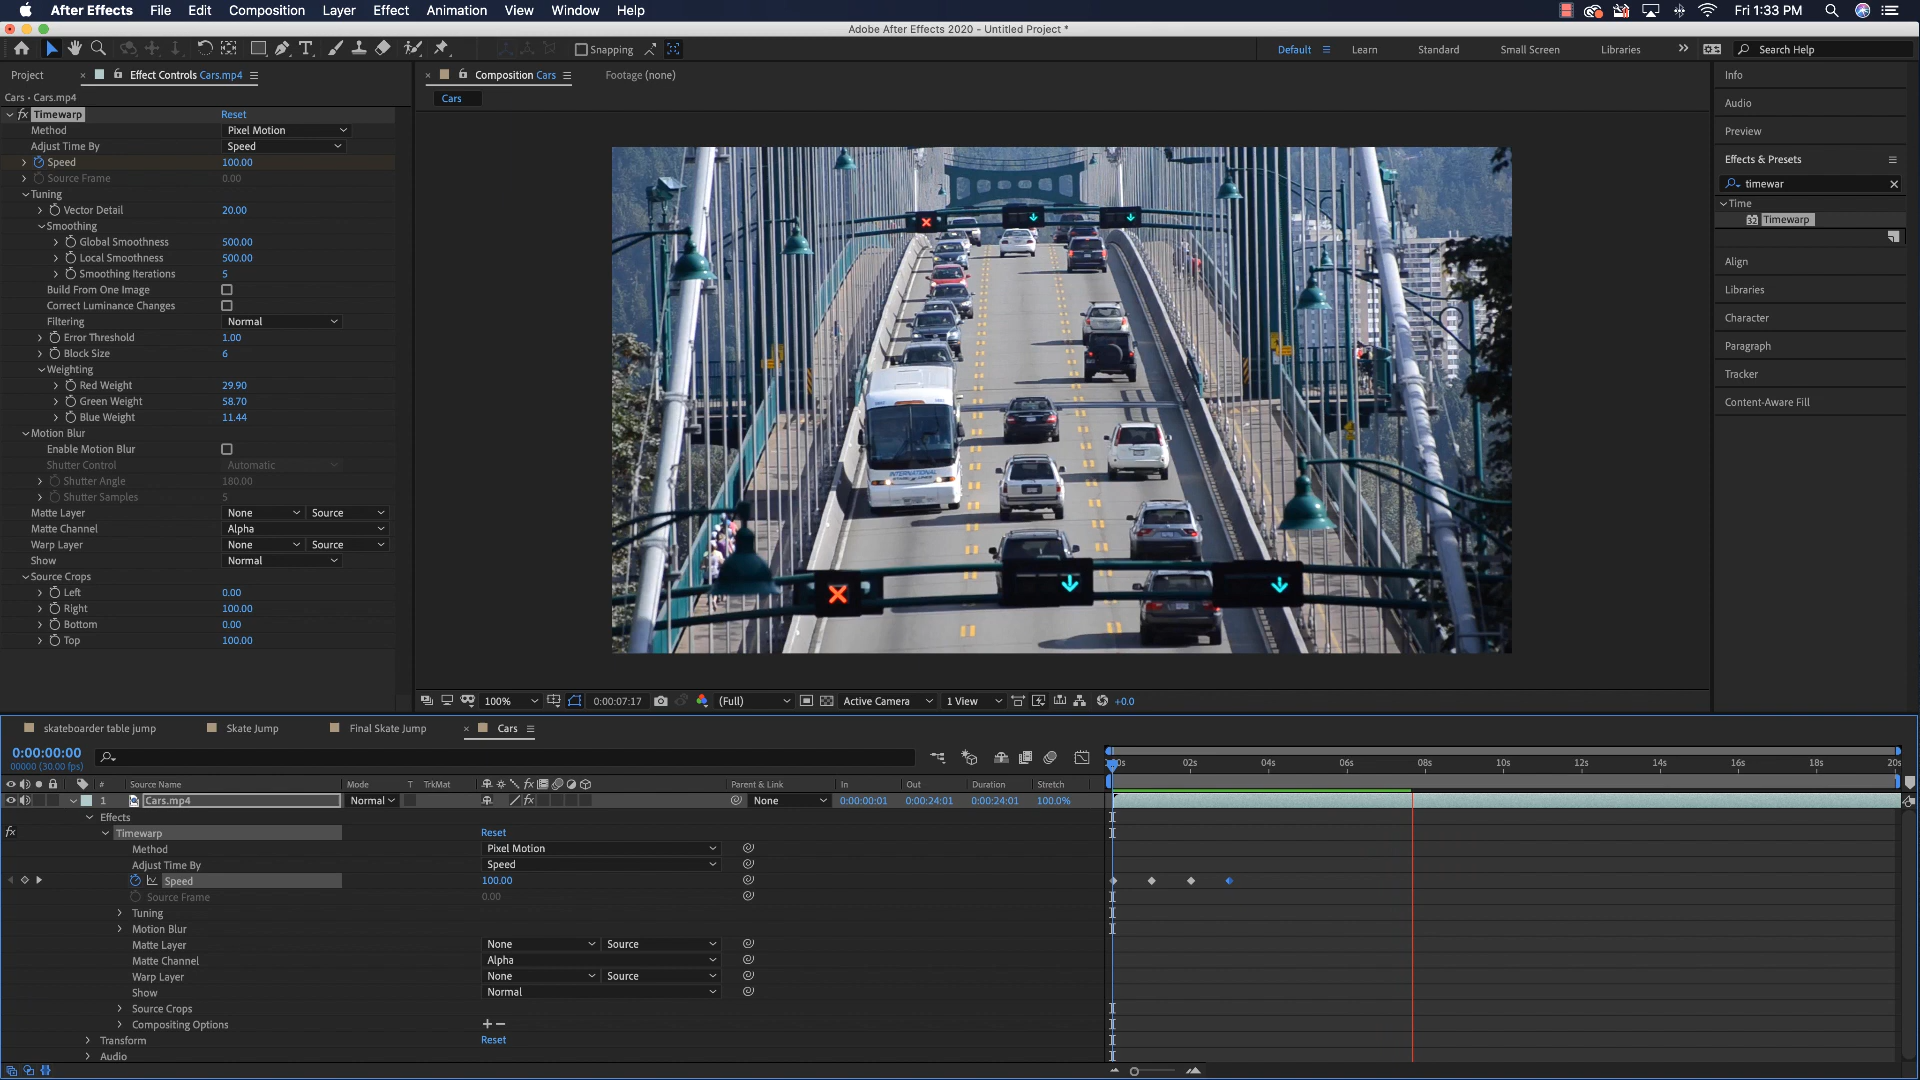 After Effects File Edit Composition Layer Effect Animation View Window Help Fri 1:33 PM
Adobe After Effects 2020 - Untitled Project *
Snapping Default Learn Standard Small Screen Libraries Search Help
Project Effect Controls Cars.mp4 Composition Cars Footage (none) Info
Cars • Cars.mp4 Cars
Audio
fx Timewarp Reset
Method Pixel Motion Preview
Adjust Time By Speed
Speed 100.00 Effects & Presets
Source Frame 0.00 timewar
Tuning Time
Vector Detail 20.00 Timewarp
Smoothing
Global Smoothness 500.00
Local Smoothness 500.00 Align
Smoothing Iterations 5
Build From One Image Libraries
Correct Luminance Changes
Filtering Normal Character
Error Threshold 1.00
Block Size 6 Paragraph
Weighting Tracker
Red Weight 29.90
Green Weight 58.70 Content-Aware Fill
Blue Weight 11.44
Motion Blur
Enable Motion Blur
Shutter Control Automatic
INTERNATIONAL
Shutter Angle 180.00
Shutter Samples 5
Matte Layer None Source
Matte Channel Alpha
Warp Layer None Source
Show Normal
Source Crops
Left 0.00
Right 100.00
Bottom 0.00
Top 100.00
100% 0:00:07:17 (Full) Active Camera 1 View +0.0
skateboarder table jump Skate Jump Final Skate Jump Cars
0:00:00:00
00000 (30.00 fps) 02s 04s 06s 08s 10s 12s 14s 16s 18s 20s
# Source Name Mode T TrkMat fx Parent & Link In Out Duration Stretch
1 Cars.mp4 Normal fx None 0:00:00:01 0:00:24:01 0:00:24:01 100.0%
Effects
fx Timewarp Reset
Method Pixel Motion
Adjust Time By Speed
Speed 100.00
Source Frame 0.00
Tuning
Motion Blur
Matte Layer None Source
Matte Channel Alpha
Warp Layer None Source
Show Normal
Source Crops
Compositing Options + −
Transform Reset
Audio